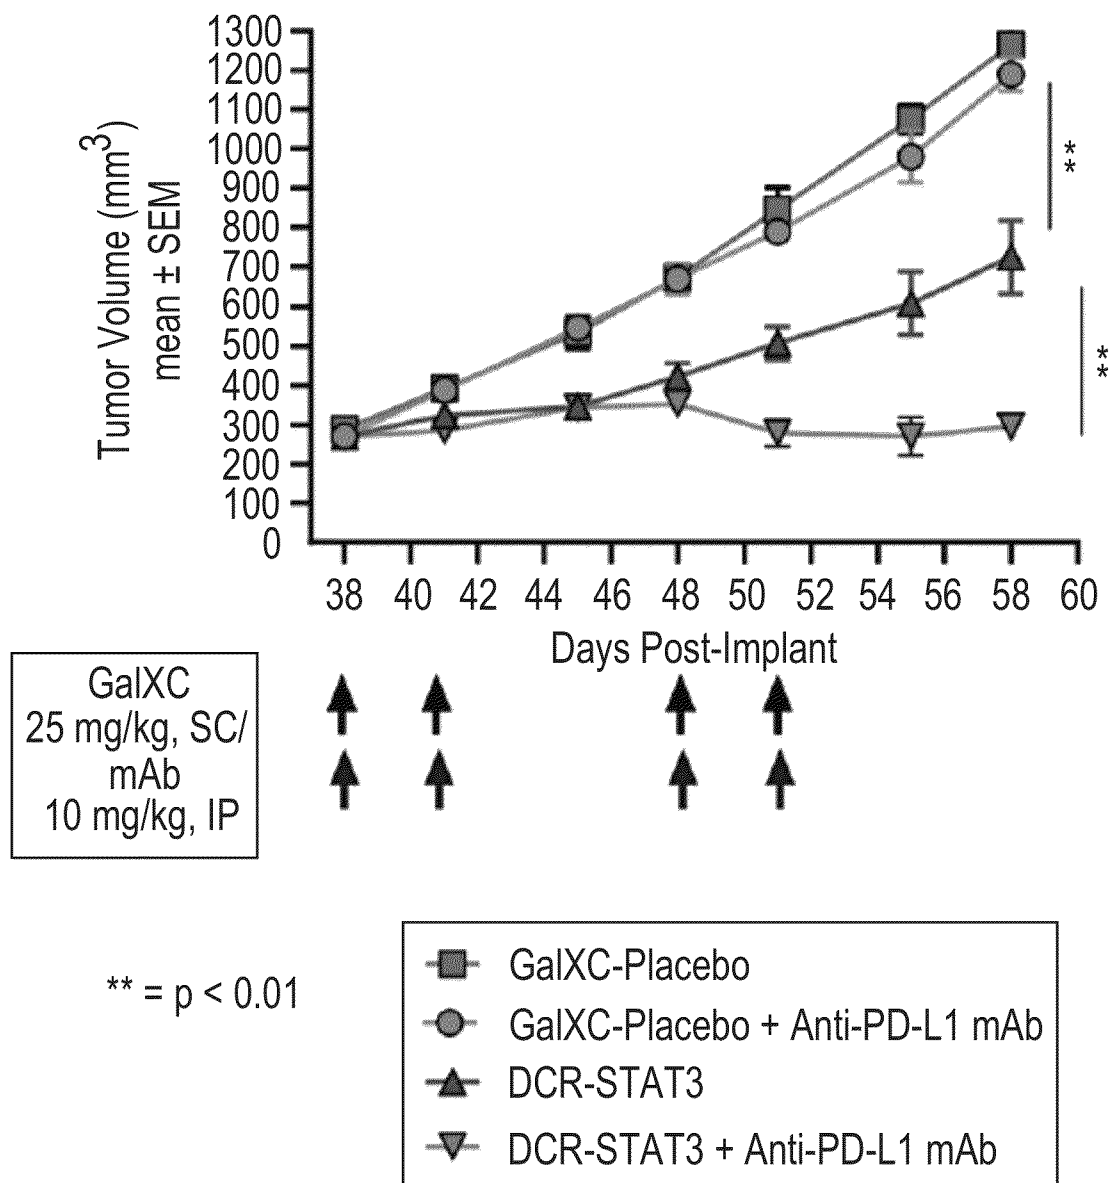 1300
1200
1100
1000
900
800
700
600
500
400
300
200
100
0
Tumor Volume (mm³)
mean ± SEM
**
**
38 40 42 44 46 48 50 52 54 56 58 60
Days Post-Implant
GalXC
25 mg/kg, SC/
mAb
10 mg/kg, IP
** = p < 0.01
GalXC-Placebo
GalXC-Placebo + Anti-PD-L1 mAb
DCR-STAT3
DCR-STAT3 + Anti-PD-L1 mAb